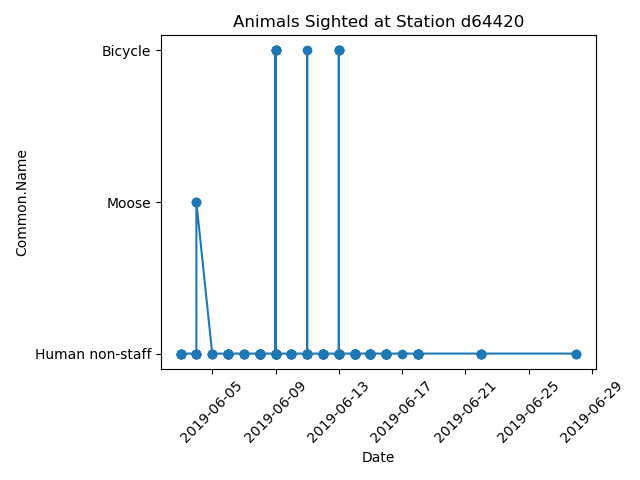 Animals Sighted at Station d64420
Bicycle
Moose
Human non-staff
Common.Name
2019-06-05
2019-06-09
2019-06-13
2019-06-17
2019-06-21
2019-06-25
2019-06-29
Date